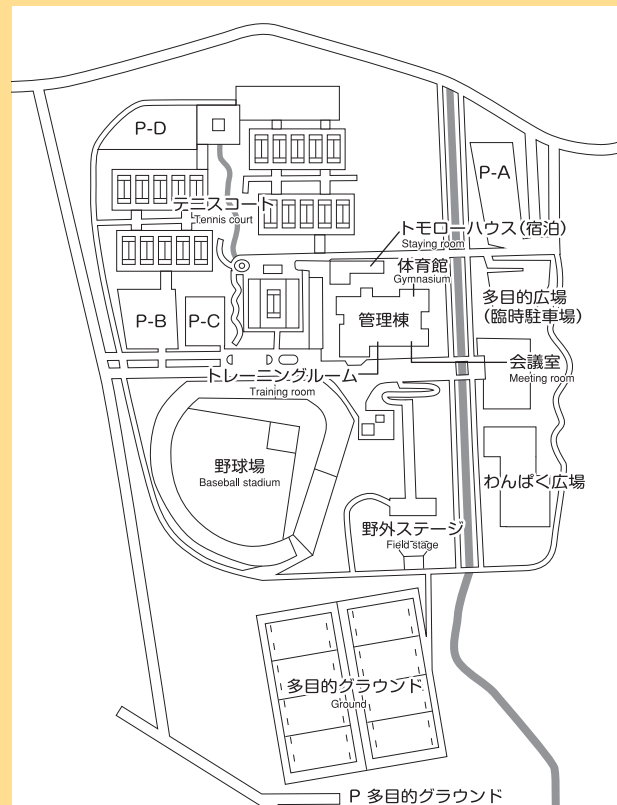 P-D
P-A
テニスコート
Tennis court
トモローハウス(宿泊)
Staying room
体育館
Gymnasium
多目的広場
(臨時駐車場)
P-B
P-C
管理棟
会議室
Meeting room
トレーニングルーム
Training room
野球場
Baseball stadium
わんぱく広場
野外ステージ
Field stage
多目的グラウンド
Ground
P 多目的グラウンド